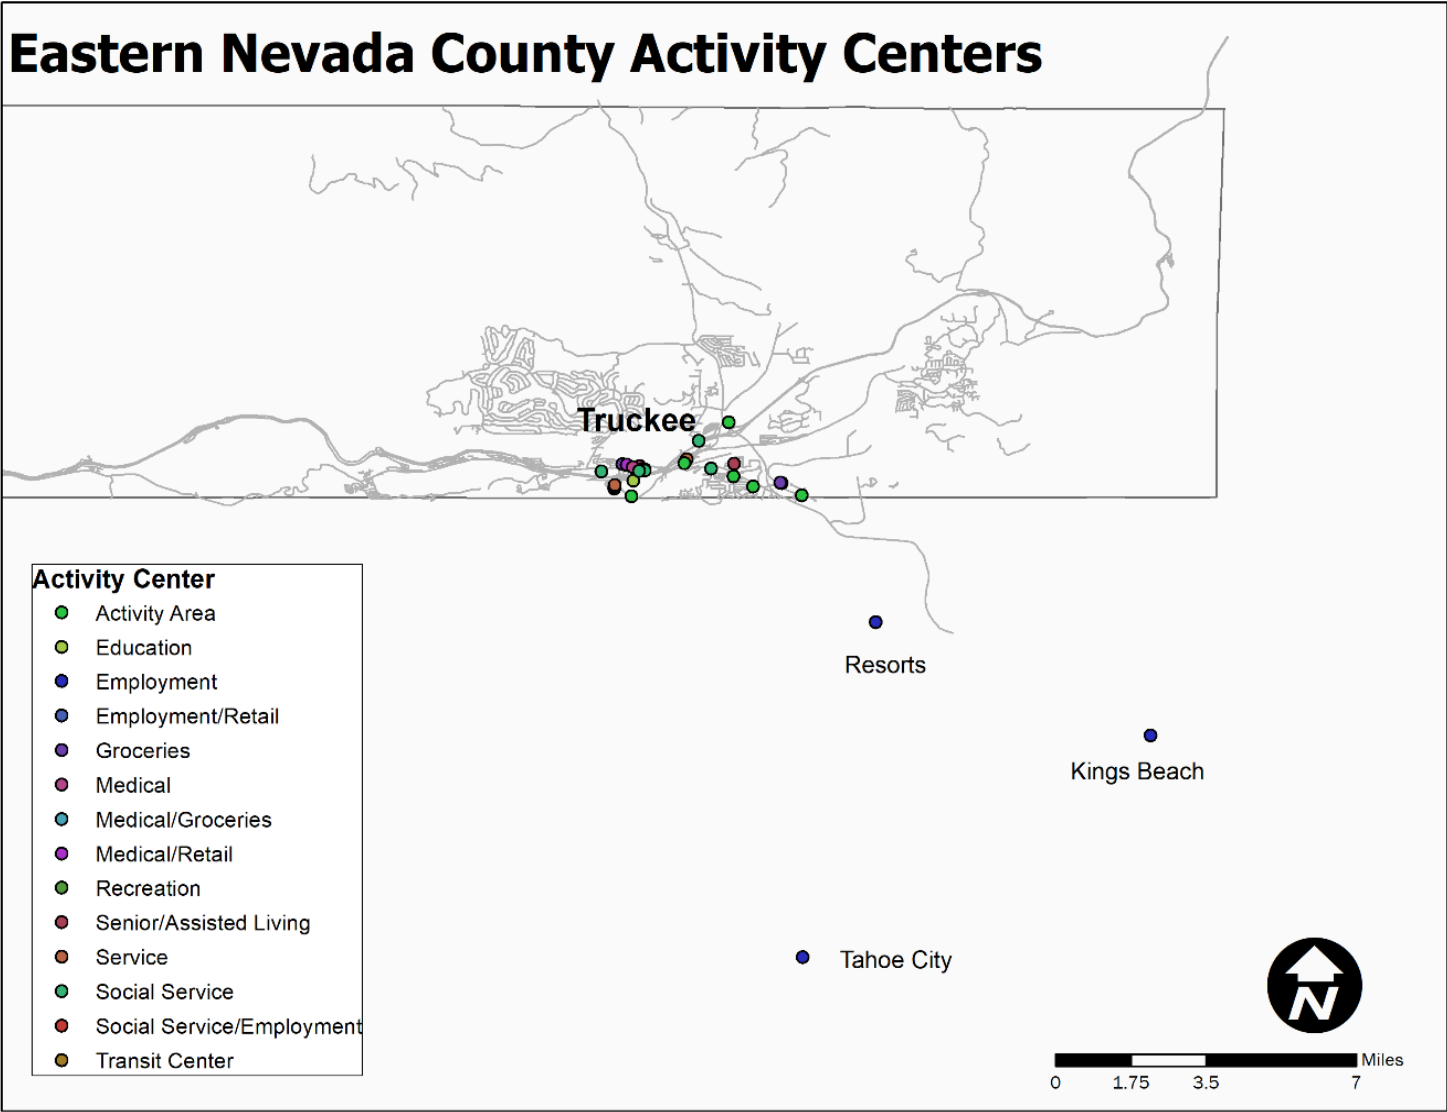 Eastern Nevada County Activity Centers
Truckee
Activity Center
Activity Area
Education
Employment
Employment/Retail
Groceries
Medical
Medical/Groceries
Medical/Retail
Recreation
Senior/Assisted Living
Service
Social Service
Social Service/Employment
Transit Center
Resorts
Kings Beach
Tahoe City
N
Miles
0 1.75 3.5 7